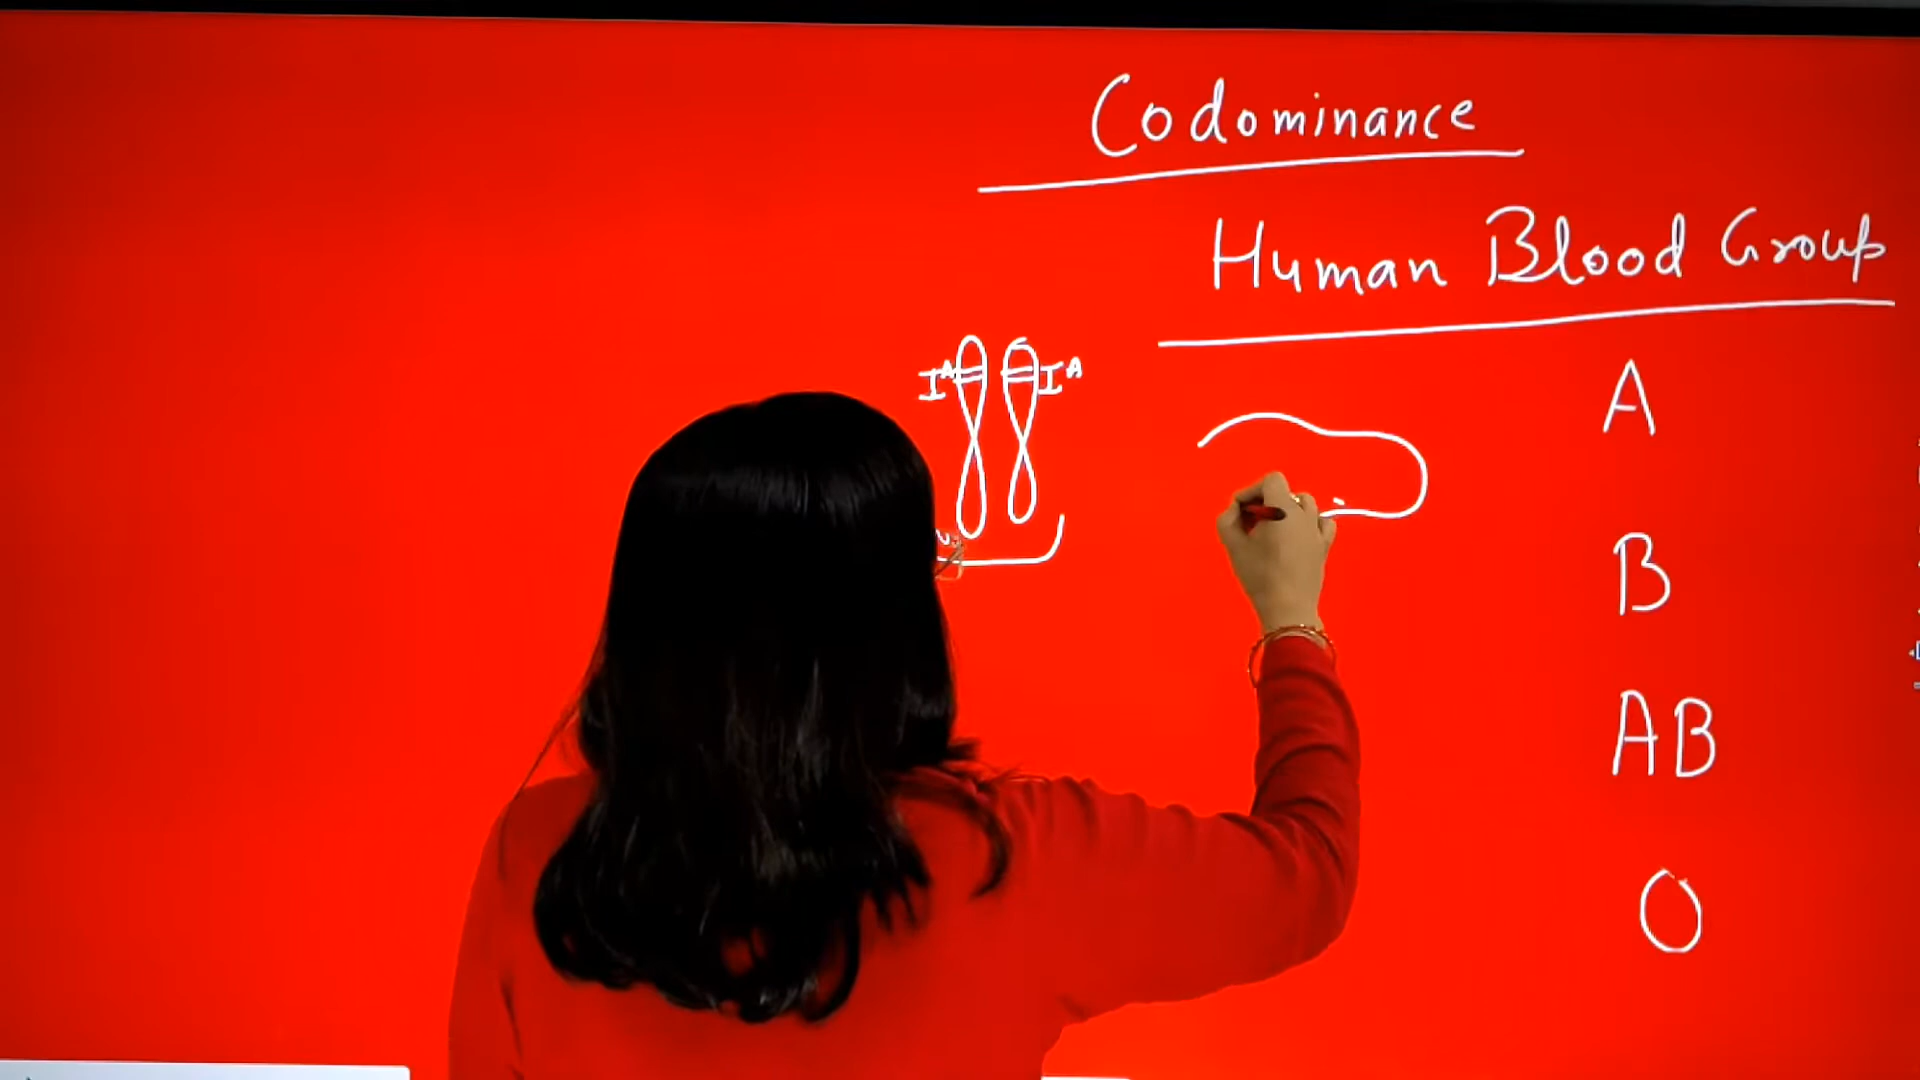 Codominance
Human Blood Group
I^A I^A
A
B
AB
O